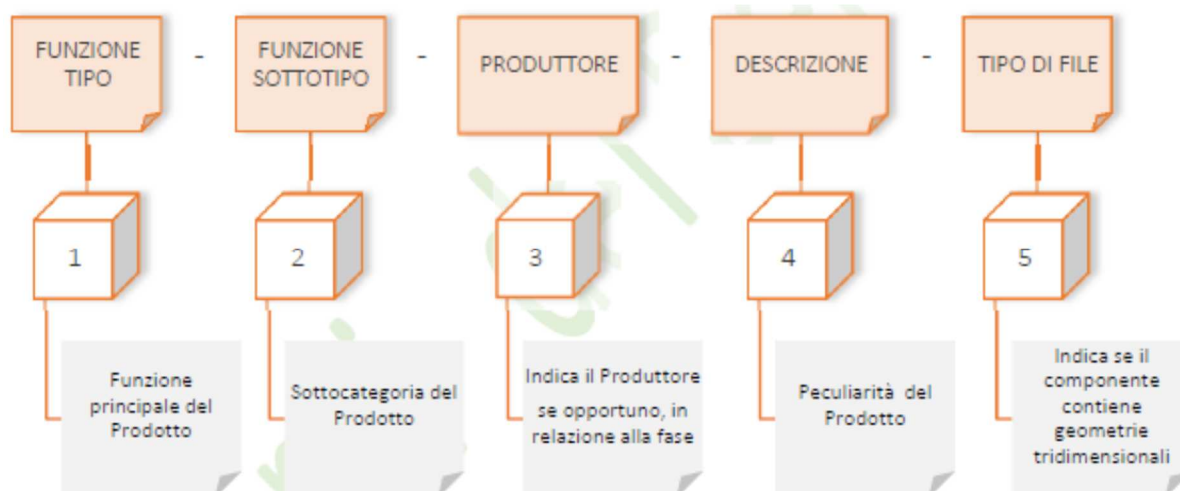 FUNZIONE
TIPO
-
FUNZIONE
SOTTOTIPO
-
PRODUTTORE
-
DESCRIZIONE
-
TIPO DI FILE
1
2
3
4
5
Funzione
principale del
Prodotto
Sottocategoria del
Prodotto
Indica il Produttore
se opportuno, in
relazione alla fase
Peculiarità del
Prodotto
Indica se il
componente
contiene
geometrie
tridimensionali